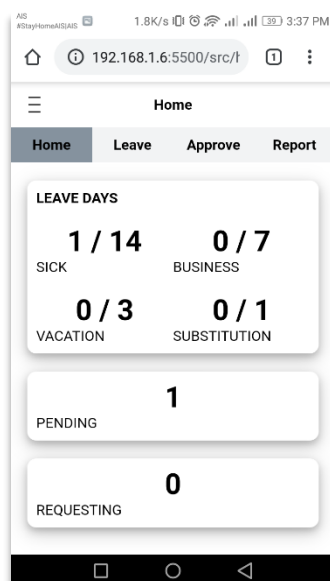 AIS
#StayHomeAIS|AIS 1.8K/s 39 3:37 PM
192.168.1.6:5500/src/h 1
Home
Home Leave Approve Report
LEAVE DAYS
1 / 14 0 / 7
SICK BUSINESS
0 / 3 0 / 1
VACATION SUBSTITUTION
1
PENDING
0
REQUESTING